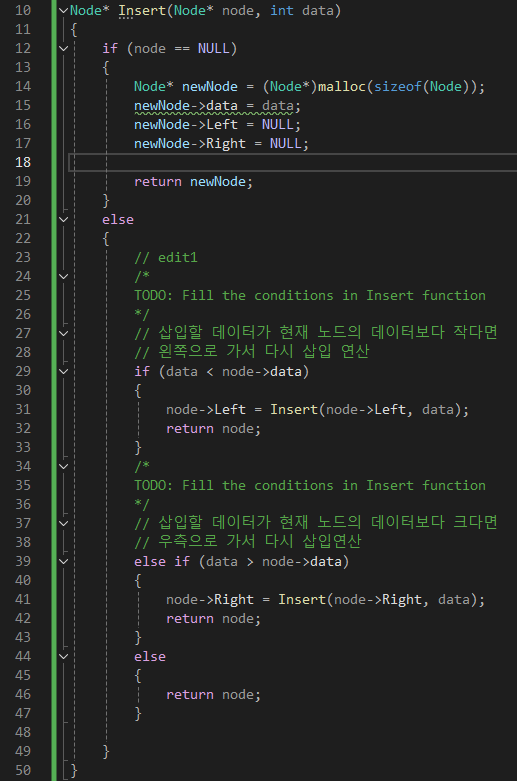 10 Node* Insert(Node* node, int data)
11 {
12 if (node == NULL)
13 {
14 Node* newNode = (Node*)malloc(sizeof(Node));
15 newNode->data = data;
16 newNode->Left = NULL;
17 newNode->Right = NULL;
18
19 return newNode;
20 }
21 else
22 {
23 // edit1
24 /*
25 TODO: Fill the conditions in Insert function
26 */
27 // 삽입할 데이터가 현재 노드의 데이터보다 작다면
28 // 왼쪽으로 가서 다시 삽입 연산
29 if (data < node->data)
30 {
31 node->Left = Insert(node->Left, data);
32 return node;
33 }
34 /*
35 TODO: Fill the conditions in Insert function
36 */
37 // 삽입할 데이터가 현재 노드의 데이터보다 크다면
38 // 우측으로 가서 다시 삽입연산
39 else if (data > node->data)
40 {
41 node->Right = Insert(node->Right, data);
42 return node;
43 }
44 else
45 {
46 return node;
47 }
48
49 }
50 }